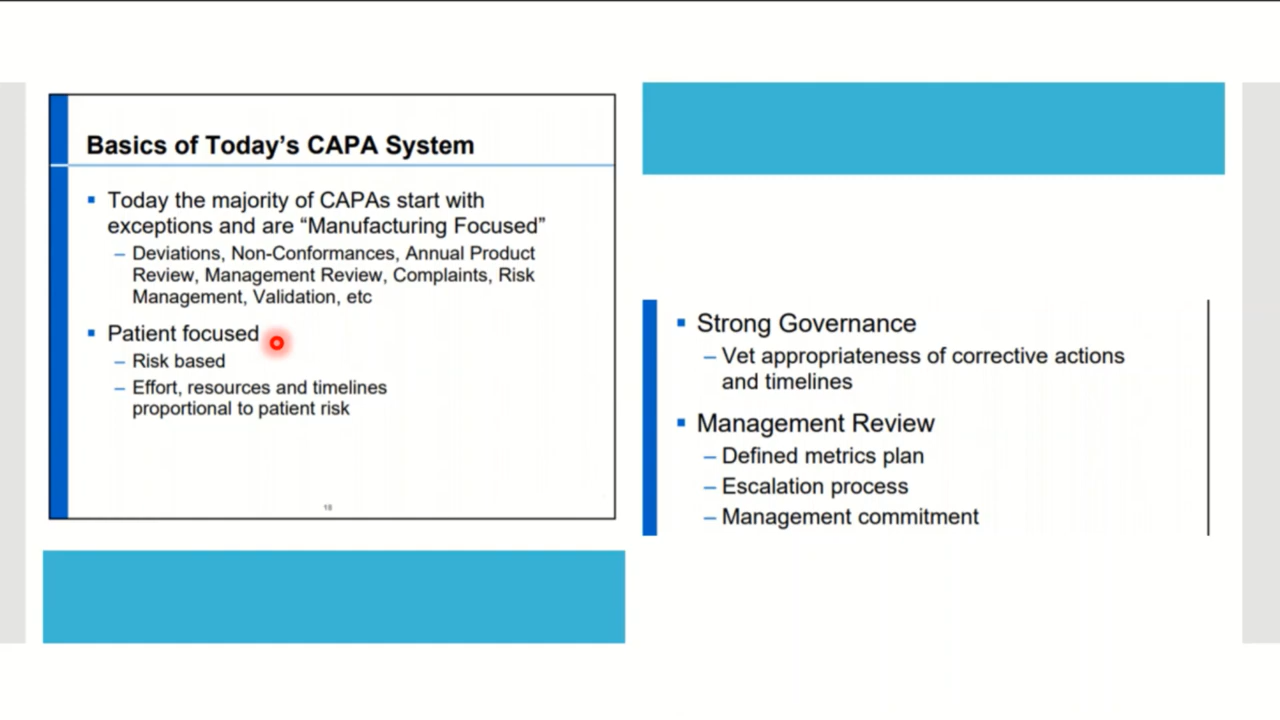 Basics of Today’s CAPA System
▪ Today the majority of CAPAs start with
exceptions and are “Manufacturing Focused”
– Deviations, Non-Conformances, Annual Product
Review, Management Review, Complaints, Risk
Management, Validation, etc
▪ Patient focused
– Risk based
– Effort, resources and timelines
proportional to patient risk
18
▪ Strong Governance
– Vet appropriateness of corrective actions
and timelines
▪ Management Review
– Defined metrics plan
– Escalation process
– Management commitment